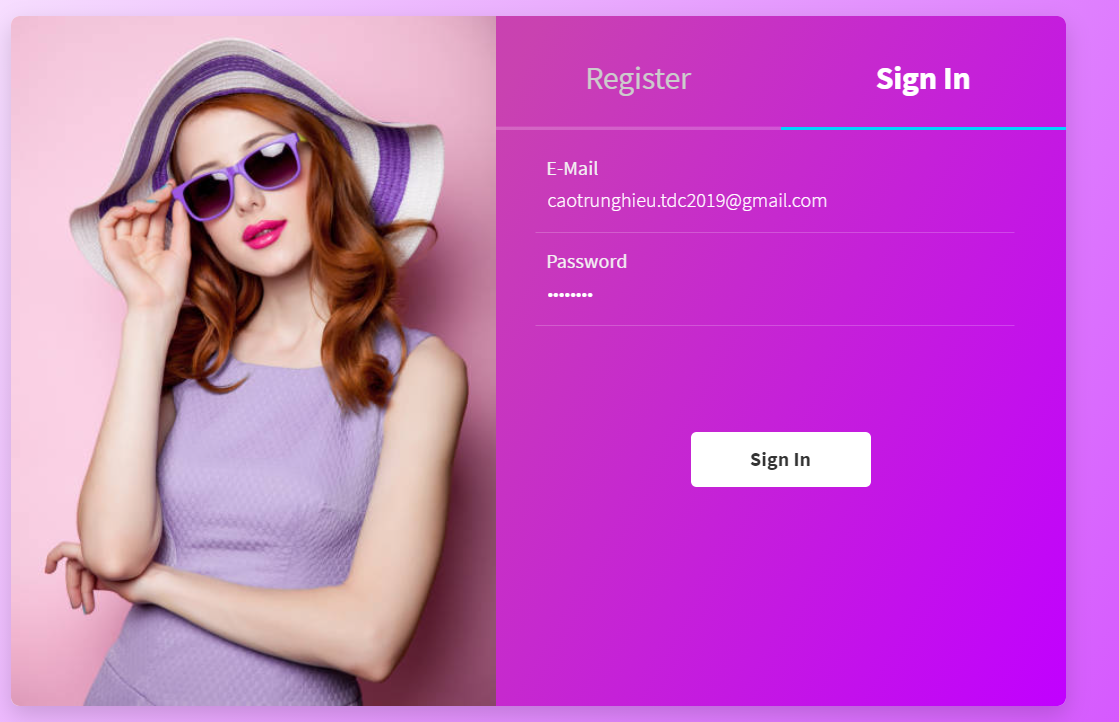 Register
Sign In
E-Mail
caotrunghieu.tdc2019@gmail.com
Password
••••••••
Sign In